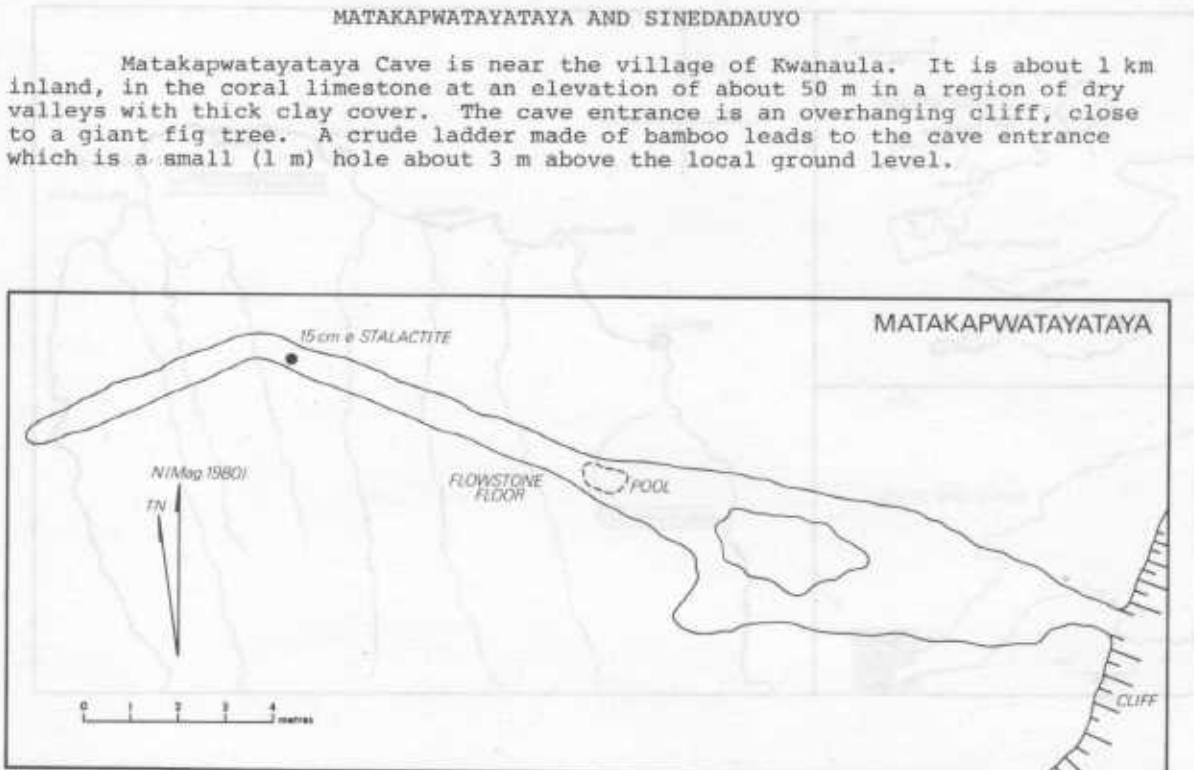 MATAKAPWATAYATAYA AND SINEDADAUYO
Matakapwatayataya Cave is near the village of Kwanaula. It is about 1 km
inland, in the coral limestone at an elevation of about 50 m in a region of dry
valleys with thick clay cover. The cave entrance is an overhanging cliff, close
to a giant fig tree. A crude ladder made of bamboo leads to the cave entrance
which is a small (1 m) hole about 3 m above the local ground level.
MATAKAPWATAYATAYA
15 cm ø STALACTITE
N (Mag 1980)
TN
FLOWSTONE
FLOOR
POOL
CLIFF
0 1 2 3 4
metres